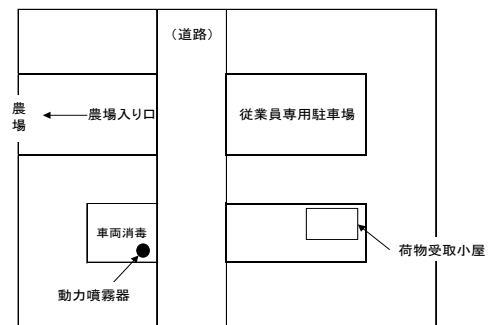 （道路）
農場
農場入り口
従業員専用駐車場
車両消毒
荷物受取小屋
動力噴霧器